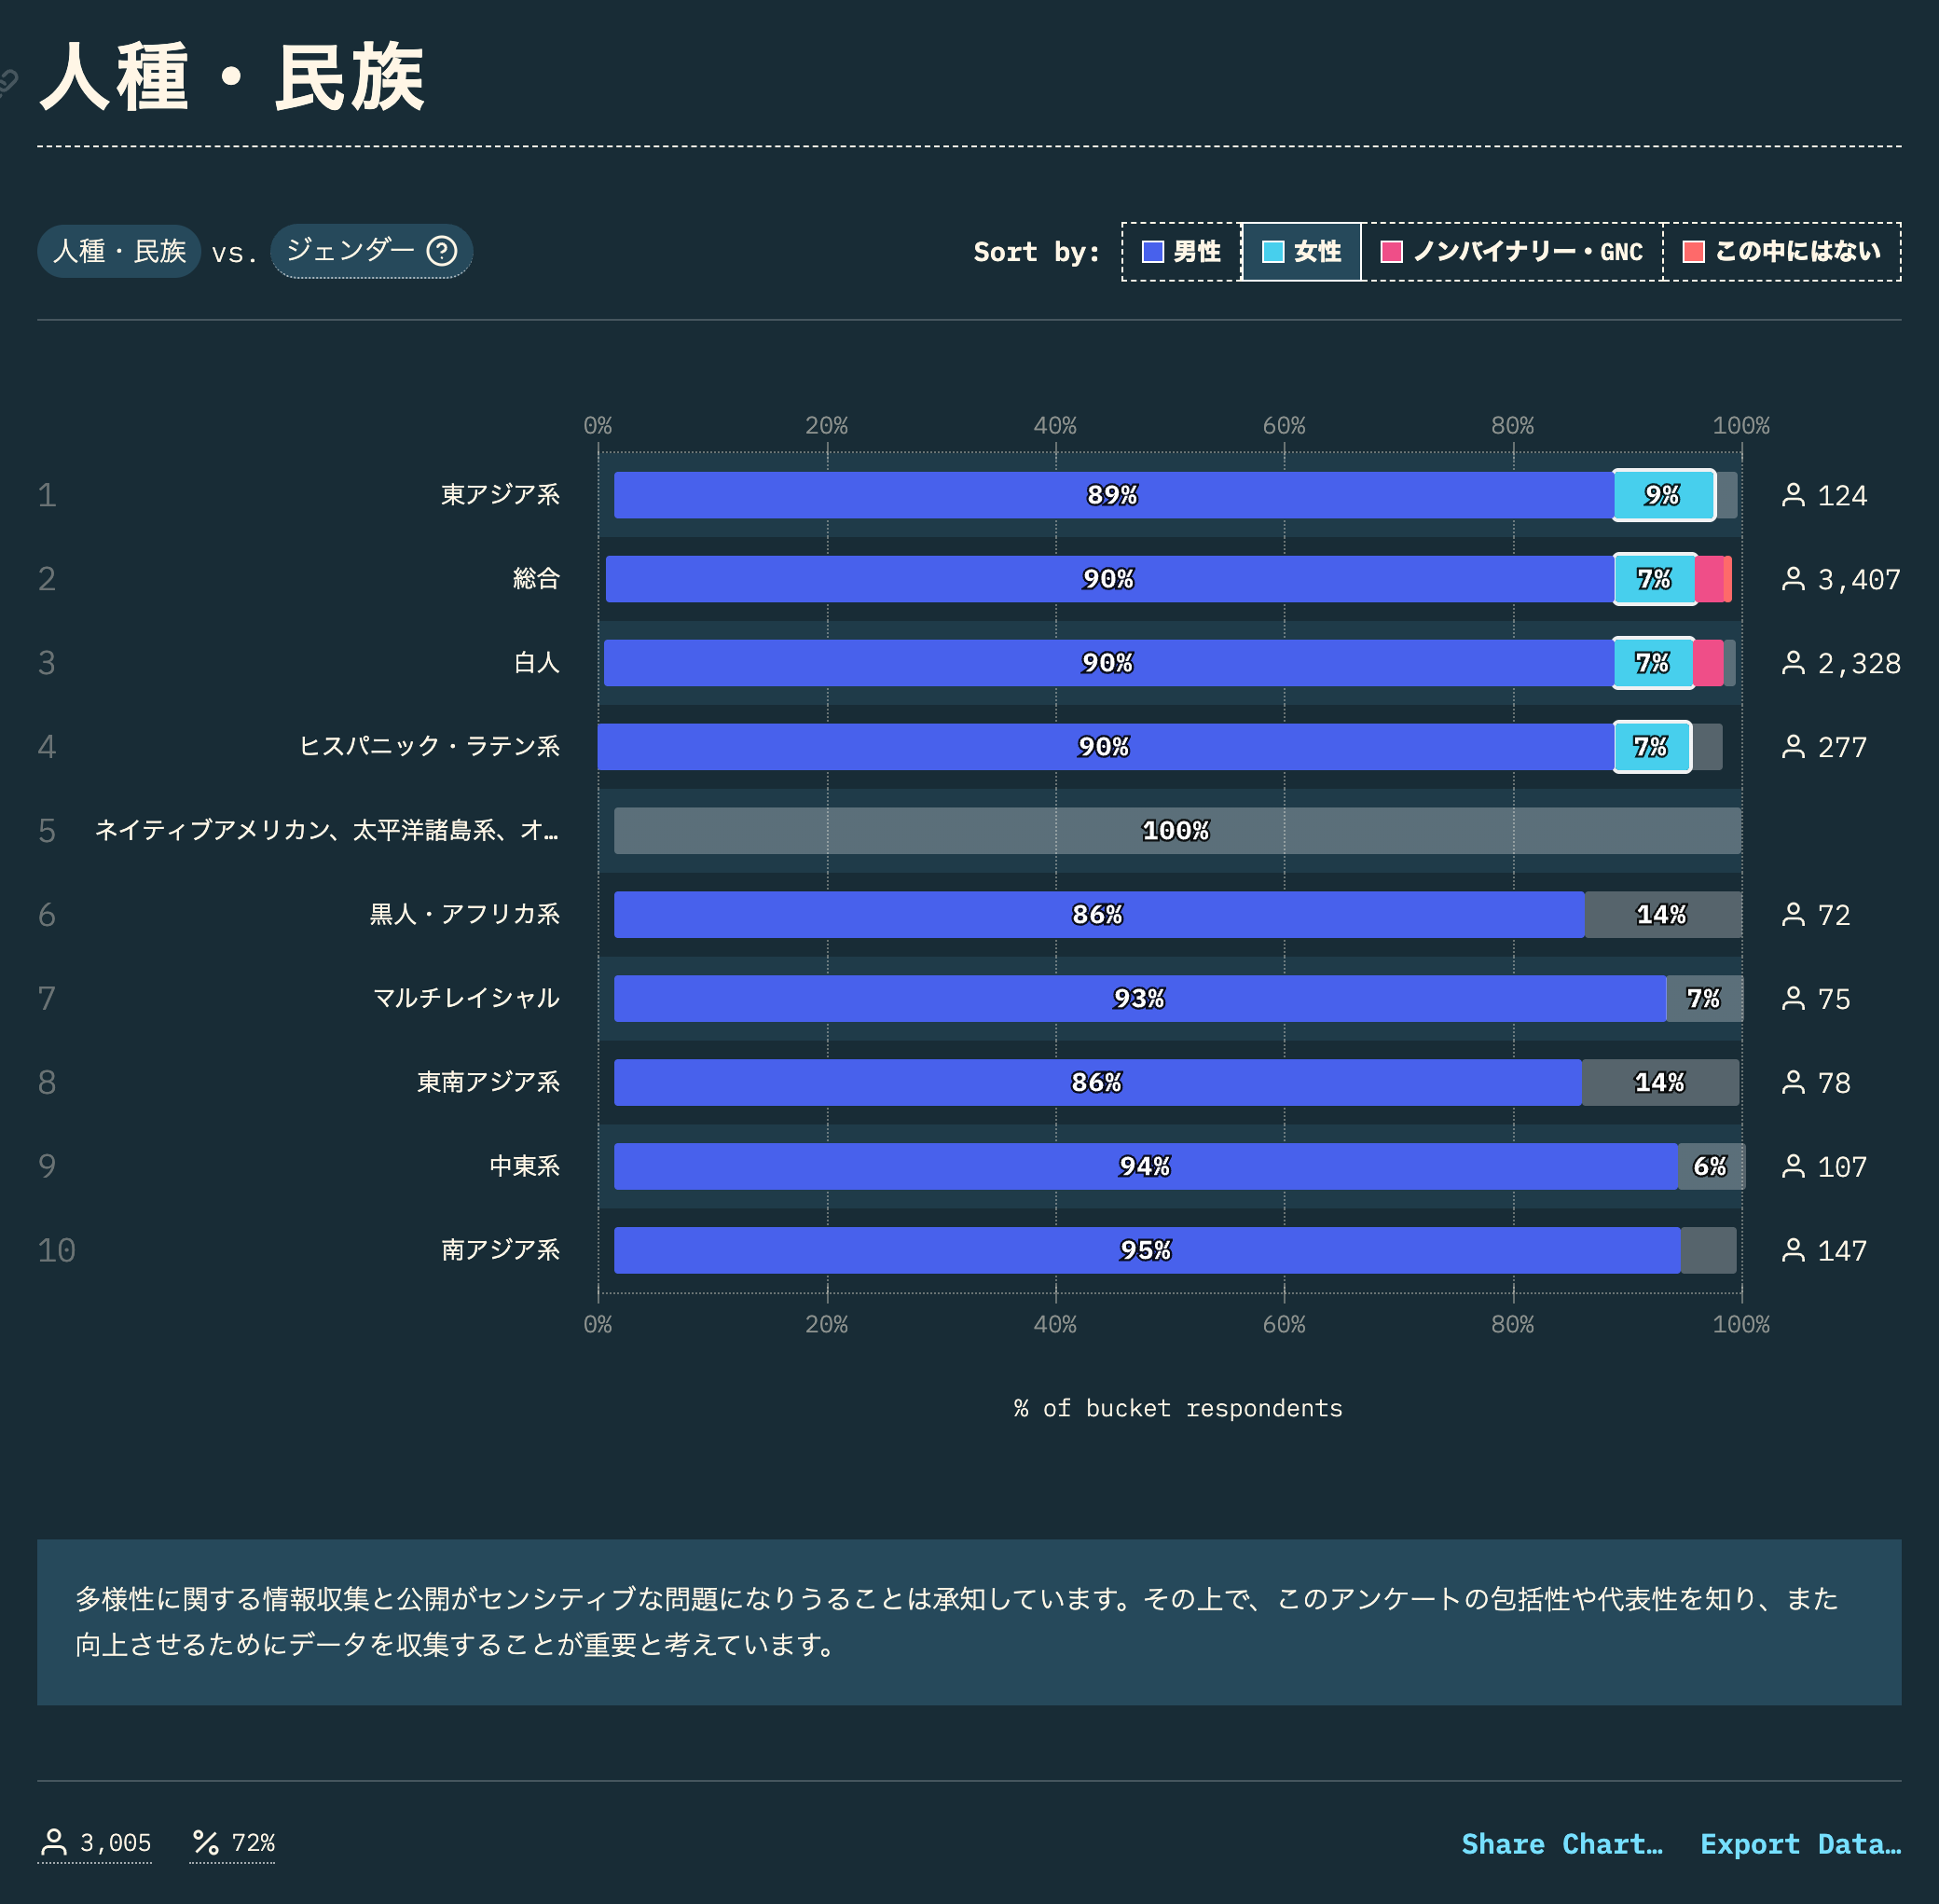 人種・民族
人種・民族 vs. ジェンダー ?
Sort by: 男性 女性 ノンバイナリー・GNC この中にはない
0% 20% 40% 60% 80% 100%
1 東アジア系 89% 9% 124
2 総合 90% 7% 3,407
3 白人 90% 7% 2,328
4 ヒスパニック・ラテン系 90% 7% 277
5 ネイティブアメリカン、太平洋諸島系、オ… 100%
6 黒人・アフリカ系 86% 14% 72
7 マルチレイシャル 93% 7% 75
8 東南アジア系 86% 14% 78
9 中東系 94% 6% 107
10 南アジア系 95% 147
0% 20% 40% 60% 80% 100%
% of bucket respondents
多様性に関する情報収集と公開がセンシティブな問題になりうることは承知しています。その上で、このアンケートの包括性や代表性を知り、また
向上させるためにデータを収集することが重要と考えています。
3,005 % 72% Share Chart… Export Data…